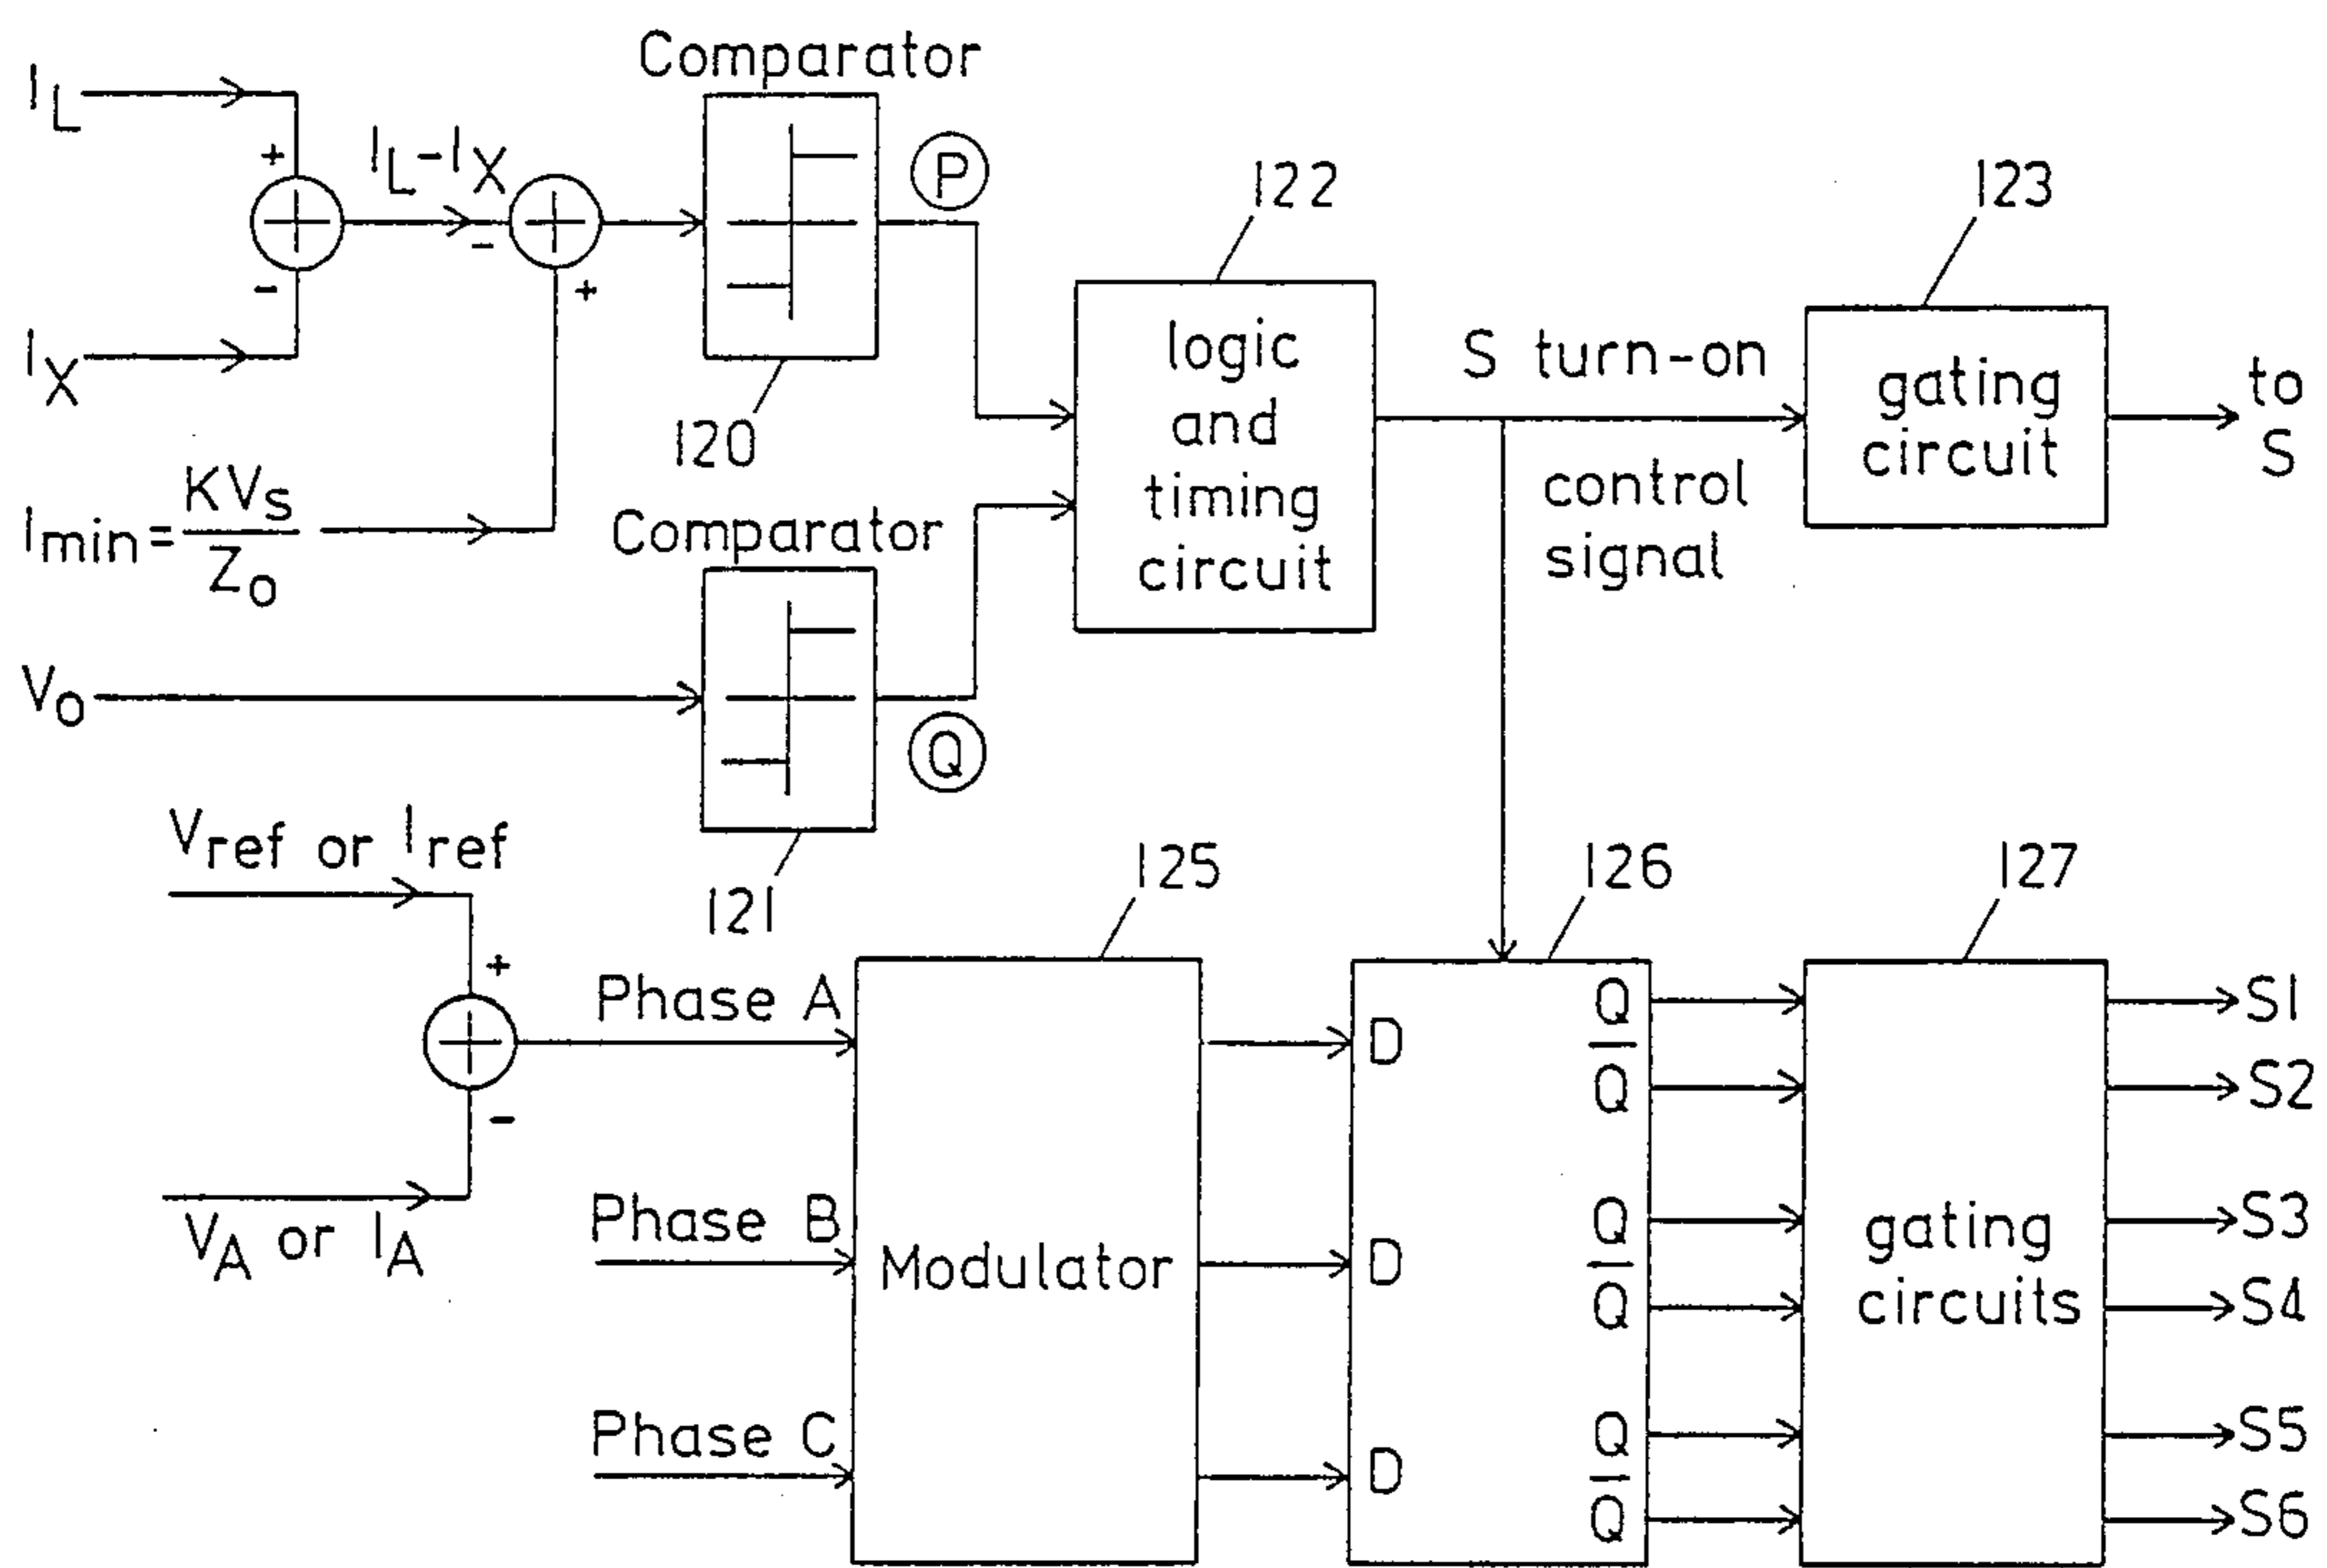 Comparator
I_L
+
I_L-I_X
P
-
-
+
I_X
120
122
123
logic
and
timing
circuit
S turn-on
control
signal
gating
circuit
to
S
I_min = KV_S
Z_o
Comparator
V_o
Q
121
V_ref or I_ref
+
-
V_A or I_A
Phase A
Phase B
Phase C
125
Modulator
126
D
D
D
Q
Q̅
Q
Q̅
Q
Q̅
127
gating
circuits
S1
S2
S3
S4
S5
S6